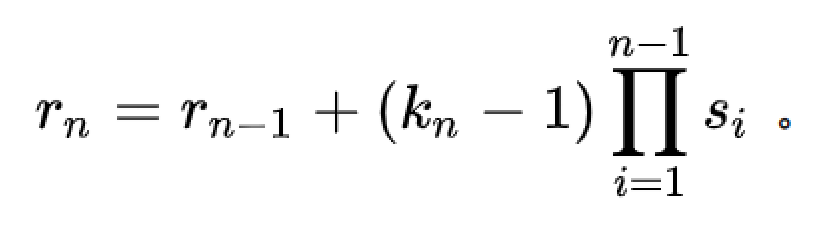 r_n = r_{n-1} + (k_n - 1) \prod_{i=1}^{n-1} s_i 。